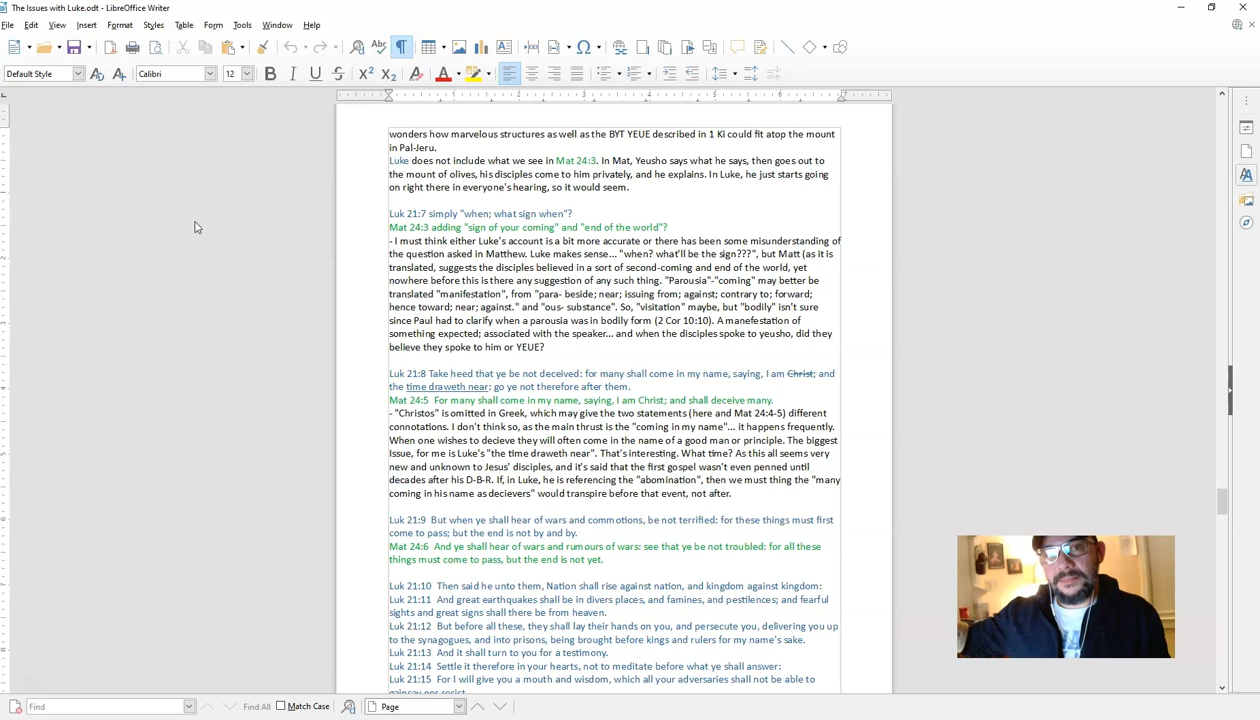 The Issues with Luke.odt - LibreOffice Writer
File Edit View Insert Format Styles Table Form Tools Window Help
Default Style Calibri 12
1 2 3 4 5 6 7
wonders how marvelous structures as well as the BYT YEUE described in 1 Ki could fit atop the mount
in Pal-Jeru.
Luke does not include what we see in Mat 24:3. In Mat, Yeusho says what he says, then goes out to
the mount of olives, his disciples come to him privately, and he explains. In Luke, he just starts going
on right there in everyone's hearing, so it would seem.
Luk 21:7 simply "when; what sign when"?
Mat 24:3 adding "sign of your coming" and "end of the world"?
- I must think either Luke's account is a bit more accurate or there has been some misunderstanding of
the question asked in Matthew. Luke makes sense... "when? what'll be the sign???", but Matt (as it is
translated, suggests the disciples believed in a sort of second-coming and end of the world, yet
nowhere before this is there any suggestion of any such thing. "Parousia"-"coming" may better be
translated "manifestation", from "para- beside; near; issuing from; against; contrary to; forward;
hence toward; near; against." and "ous- substance". So, "visitation" maybe, but "bodily" isn't sure
since Paul had to clarify when a parousia was in bodily form (2 Cor 10:10). A manefestation of
something expected; associated with the speaker... and when the disciples spoke to yeusho, did they
believe they spoke to him or YEUE?
Luk 21:8 Take heed that ye be not deceived: for many shall come in my name, saying, I am Christ; and
the time draweth near: go ye not therefore after them.
Mat 24:5 For many shall come in my name, saying, I am Christ; and shall deceive many.
- "Christos" is omitted in Greek, which may give the two statements (here and Mat 24:4-5) different
connotations. I don't think so, as the main thrust is the "coming in my name"... it happens frequently.
When one wishes to decieve they will often come in the name of a good man or principle. The biggest
Issue, for me is Luke's "the time draweth near". That's interesting. What time? As this all seems very
new and unknown to Jesus' disciples, and it's said that the first gospel wasn't even penned until
decades after his D-B-R. If, in Luke, he is referencing the "abomination", then we must thing the "many
coming in his name as decievers" would transpire before that event, not after.
Luk 21:9 But when ye shall hear of wars and commotions, be not terrified: for these things must first
come to pass; but the end is not by and by.
Mat 24:6 And ye shall hear of wars and rumours of wars: see that ye be not troubled: for all these
things must come to pass, but the end is not yet.
Luk 21:10 Then said he unto them, Nation shall rise against nation, and kingdom against kingdom:
Luk 21:11 And great earthquakes shall be in divers places, and famines, and pestilences; and fearful
sights and great signs shall there be from heaven.
Luk 21:12 But before all these, they shall lay their hands on you, and persecute you, delivering you up
to the synagogues, and into prisons, being brought before kings and rulers for my name's sake.
Luk 21:13 And it shall turn to you for a testimony.
Luk 21:14 Settle it therefore in your hearts, not to meditate before what ye shall answer:
Luk 21:15 For I will give you a mouth and wisdom, which all your adversaries shall not be able to
gainsay nor resist.
Find Find All Match Case Page